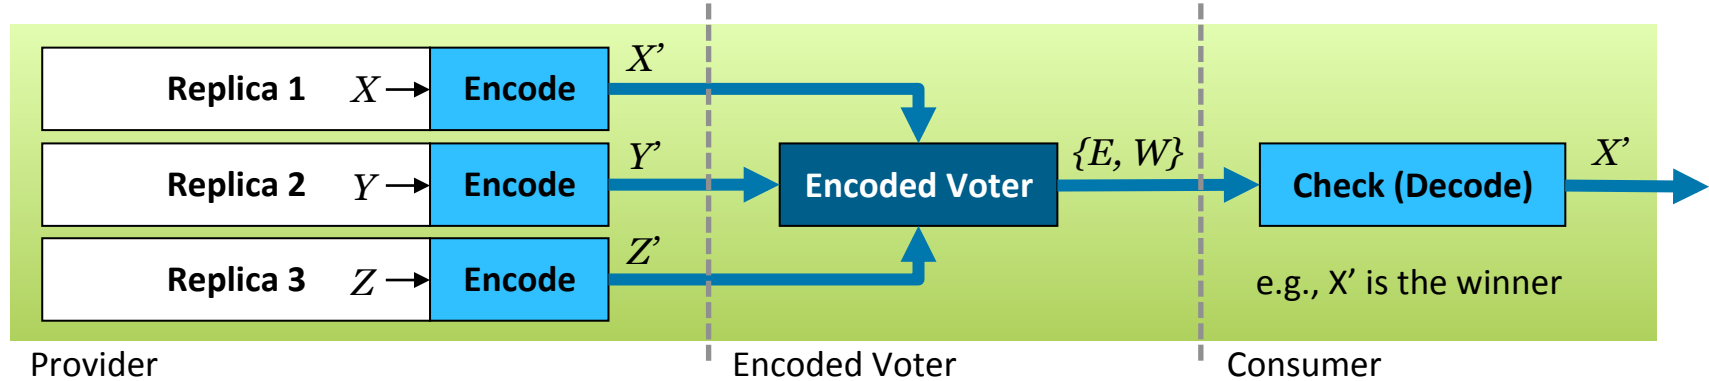 Replica 1 X Encode X’
Replica 2 Y Encode Y’ Encoded Voter {E, W} Check (Decode) X’
Replica 3 Z Encode Z’
e.g., X’ is the winner
Provider Encoded Voter Consumer